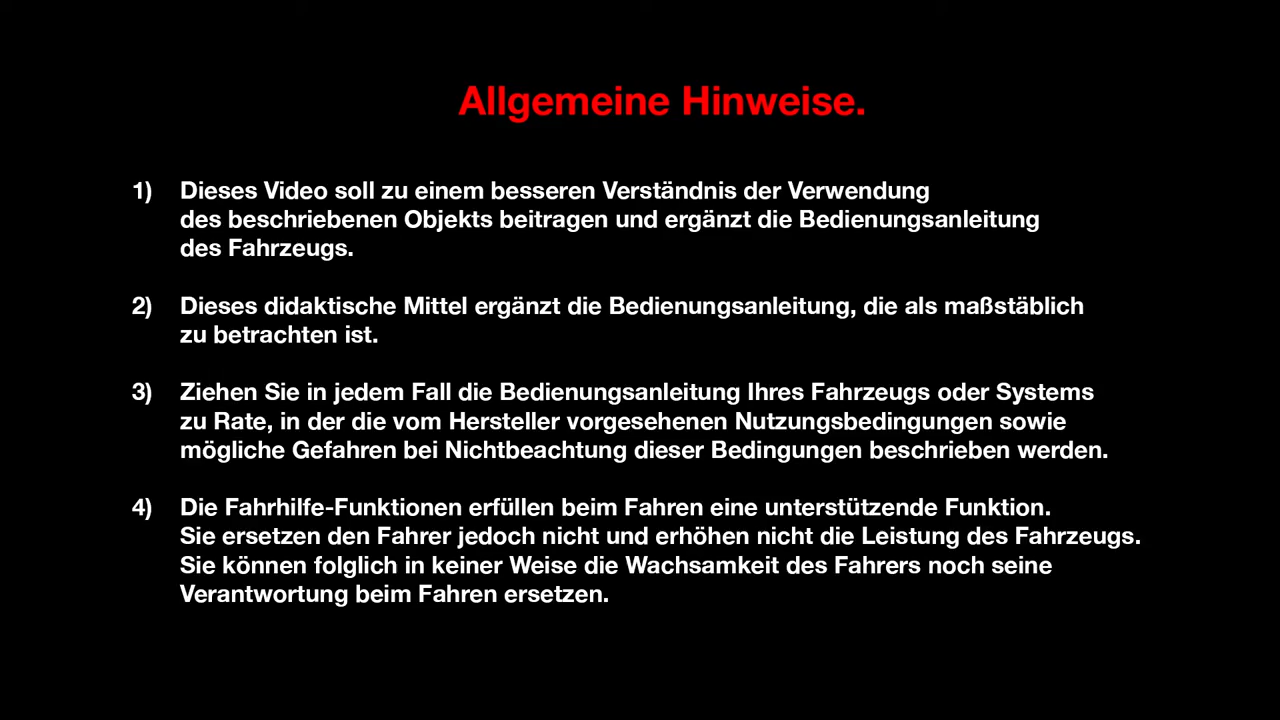 Allgemeine Hinweise.
1) Dieses Video soll zu einem besseren Verständnis der Verwendung
des beschriebenen Objekts beitragen und ergänzt die Bedienungsanleitung
des Fahrzeugs.
2) Dieses didaktische Mittel ergänzt die Bedienungsanleitung, die als maßstäblich
zu betrachten ist.
3) Ziehen Sie in jedem Fall die Bedienungsanleitung Ihres Fahrzeugs oder Systems
zu Rate, in der die vom Hersteller vorgesehenen Nutzungsbedingungen sowie
mögliche Gefahren bei Nichtbeachtung dieser Bedingungen beschrieben werden.
4) Die Fahrhilfe-Funktionen erfüllen beim Fahren eine unterstützende Funktion.
Sie ersetzen den Fahrer jedoch nicht und erhöhen nicht die Leistung des Fahrzeugs.
Sie können folglich in keiner Weise die Wachsamkeit des Fahrers noch seine
Verantwortung beim Fahren ersetzen.